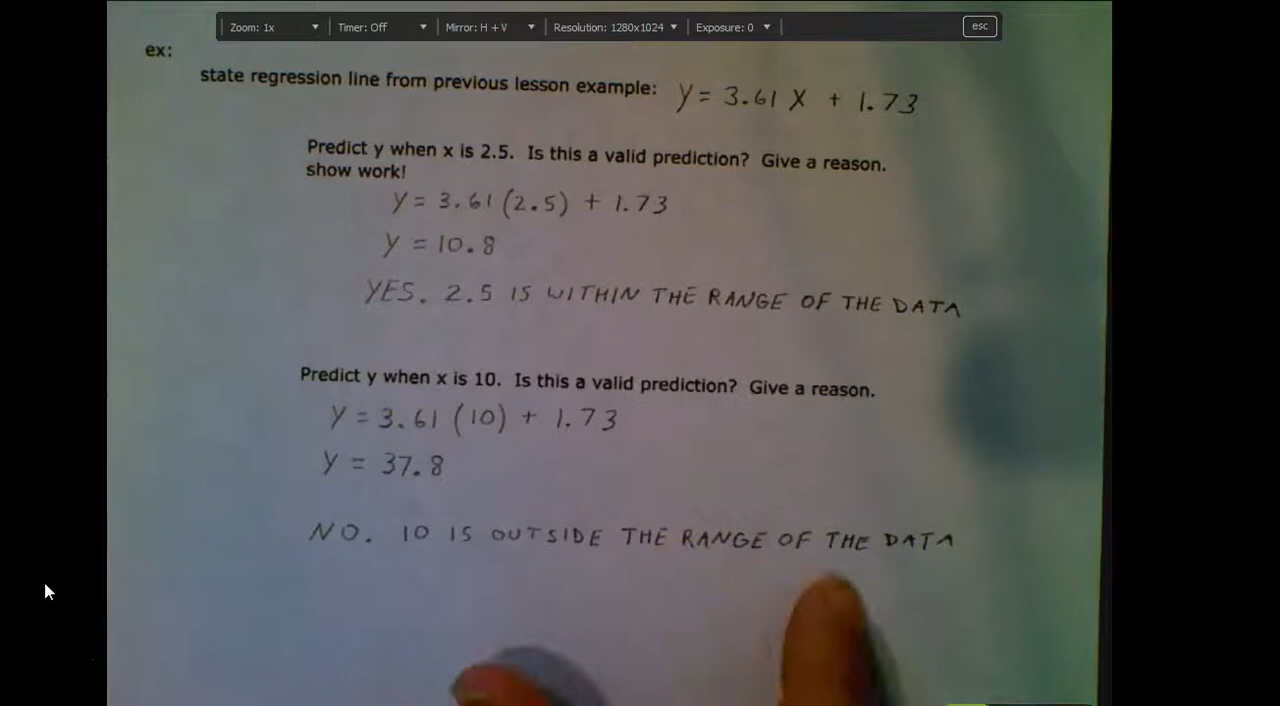 Zoom: 1x Timer: Off Mirror: H + V Resolution: 1280x1024 Exposure: 0 esc
ex:
state regression line from previous lesson example: y = 3.61 x + 1.73
Predict y when x is 2.5. Is this a valid prediction? Give a reason.
show work!
y = 3.61 (2.5) + 1.73
y = 10.8
YES. 2.5 IS WITHIN THE RANGE OF THE DATA
Predict y when x is 10. Is this a valid prediction? Give a reason.
y = 3.61 (10) + 1.73
y = 37.8
NO. 10 IS OUTSIDE THE RANGE OF THE DATA